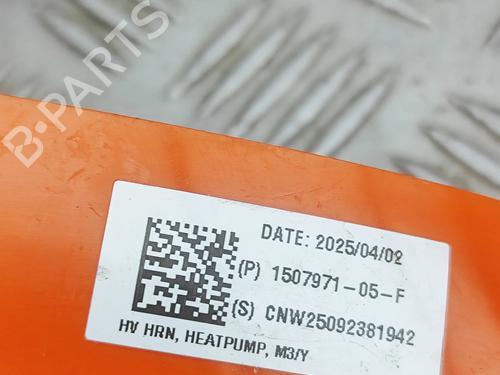 B-PARTS
DATE: 2025/04/02
(P) 1507971-05-F
(S) CNW25092381942
HV HRN, HEATPUMP, M3/Y